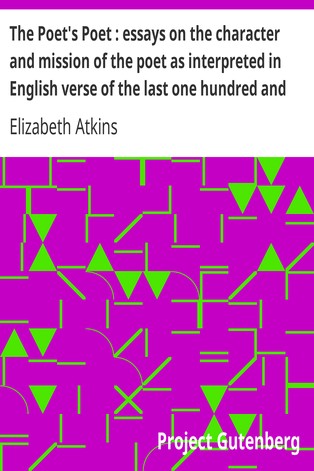 The Poet's Poet : essays on the character
and mission of the poet as interpreted in
English verse of the last one hundred and
Elizabeth Atkins
Project Gutenberg